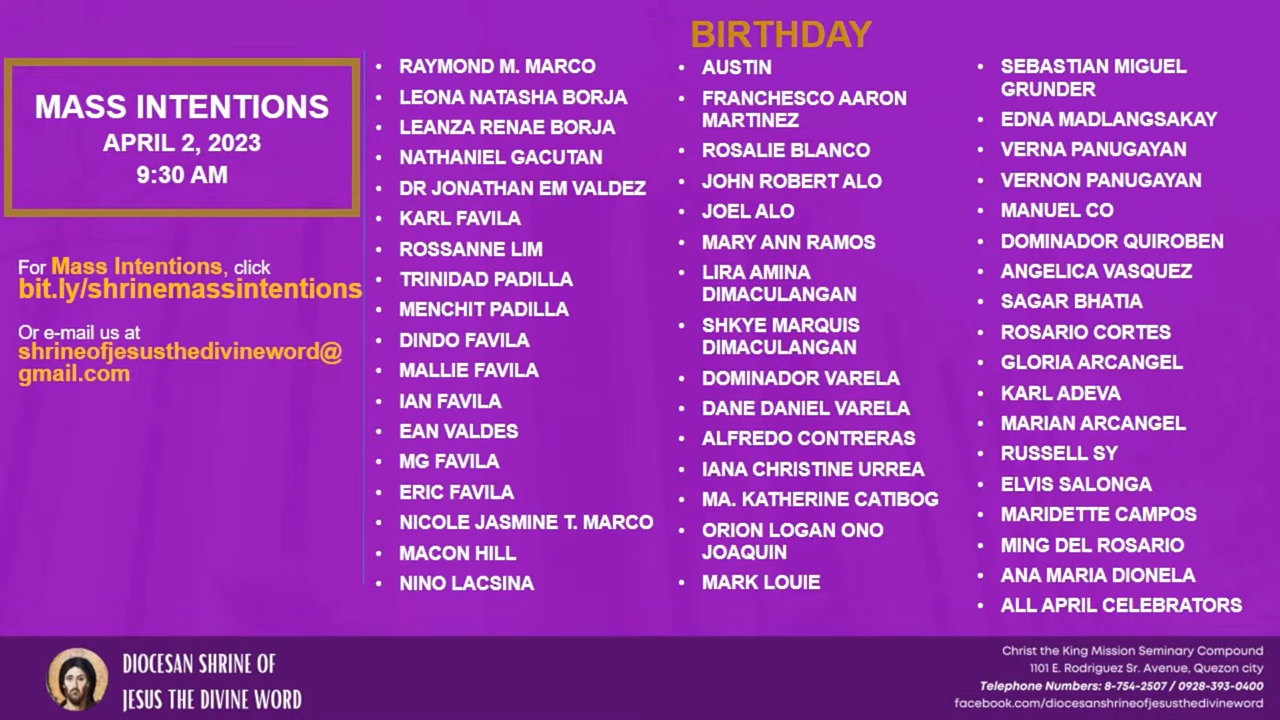 BIRTHDAY
MASS INTENTIONS
APRIL 2, 2023
9:30 AM
For Mass Intentions, click
bit.ly/shrinemassintentions
Or e-mail us at
shrineofjesusthedivineword@
gmail.com
• RAYMOND M. MARCO
• LEONA NATASHA BORJA
• LEANZA RENAE BORJA
• NATHANIEL GACUTAN
• DR JONATHAN EM VALDEZ
• KARL FAVILA
• ROSSANNE LIM
• TRINIDAD PADILLA
• MENCHIT PADILLA
• DINDO FAVILA
• MALLIE FAVILA
• IAN FAVILA
• EAN VALDES
• MG FAVILA
• ERIC FAVILA
• NICOLE JASMINE T. MARCO
• MACON HILL
• NINO LACSINA
• AUSTIN
• FRANCHESCO AARON
MARTINEZ
• ROSALIE BLANCO
• JOHN ROBERT ALO
• JOEL ALO
• MARY ANN RAMOS
• LIRA AMINA
DIMACULANGAN
• SHKYE MARQUIS
DIMACULANGAN
• DOMINADOR VARELA
• DANE DANIEL VARELA
• ALFREDO CONTRERAS
• IANA CHRISTINE URREA
• MA. KATHERINE CATIBOG
• ORION LOGAN ONO
JOAQUIN
• MARK LOUIE
• SEBASTIAN MIGUEL
GRUNDER
• EDNA MADLANGSAKAY
• VERNA PANUGAYAN
• VERNON PANUGAYAN
• MANUEL CO
• DOMINADOR QUIROBEN
• ANGELICA VASQUEZ
• SAGAR BHATIA
• ROSARIO CORTES
• GLORIA ARCANGEL
• KARL ADEVA
• MARIAN ARCANGEL
• RUSSELL SY
• ELVIS SALONGA
• MARIDETTE CAMPOS
• MING DEL ROSARIO
• ANA MARIA DIONELA
• ALL APRIL CELEBRATORS
DIOCESAN SHRINE OF
JESUS THE DIVINE WORD
Christ the King Mission Seminary Compound
1101 E. Rodriguez Sr. Avenue, Quezon city
Telephone Numbers: 8-754-2507 / 0928-393-0400
facebook.com/diocesanshrineofjesusthedivineword